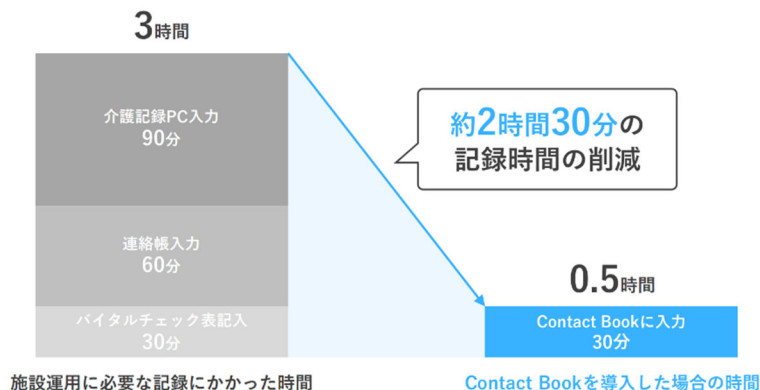 3時間
介護記録PC入力
90分
連絡帳入力
60分
バイタルチェック表記入
30分
約2時間30分の
記録時間の削減
0.5時間
Contact Bookに入力
30分
施設運用に必要な記録にかかった時間
Contact Bookを導入した場合の時間